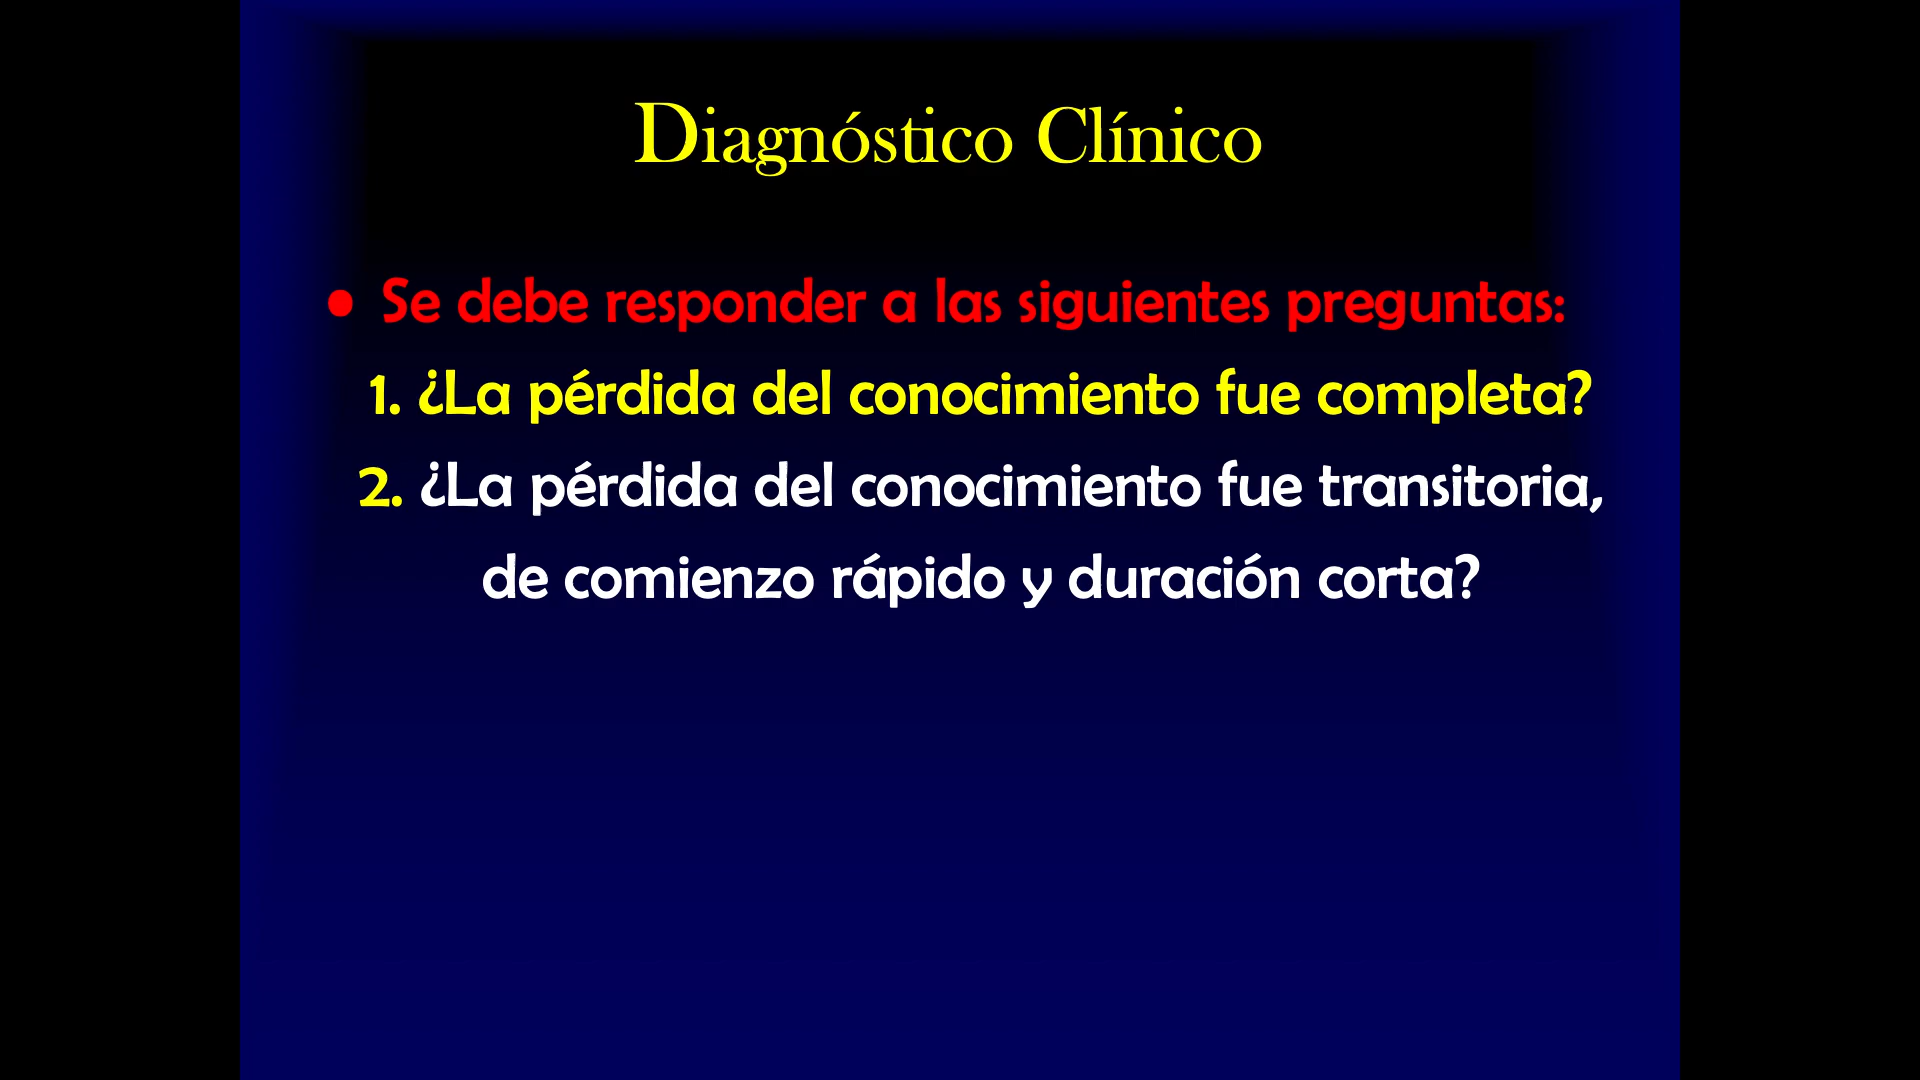 Diagnóstico Clínico
• Se debe responder a las siguientes preguntas:
1. ¿La pérdida del conocimiento fue completa?
2. ¿La pérdida del conocimiento fue transitoria,
de comienzo rápido y duración corta?